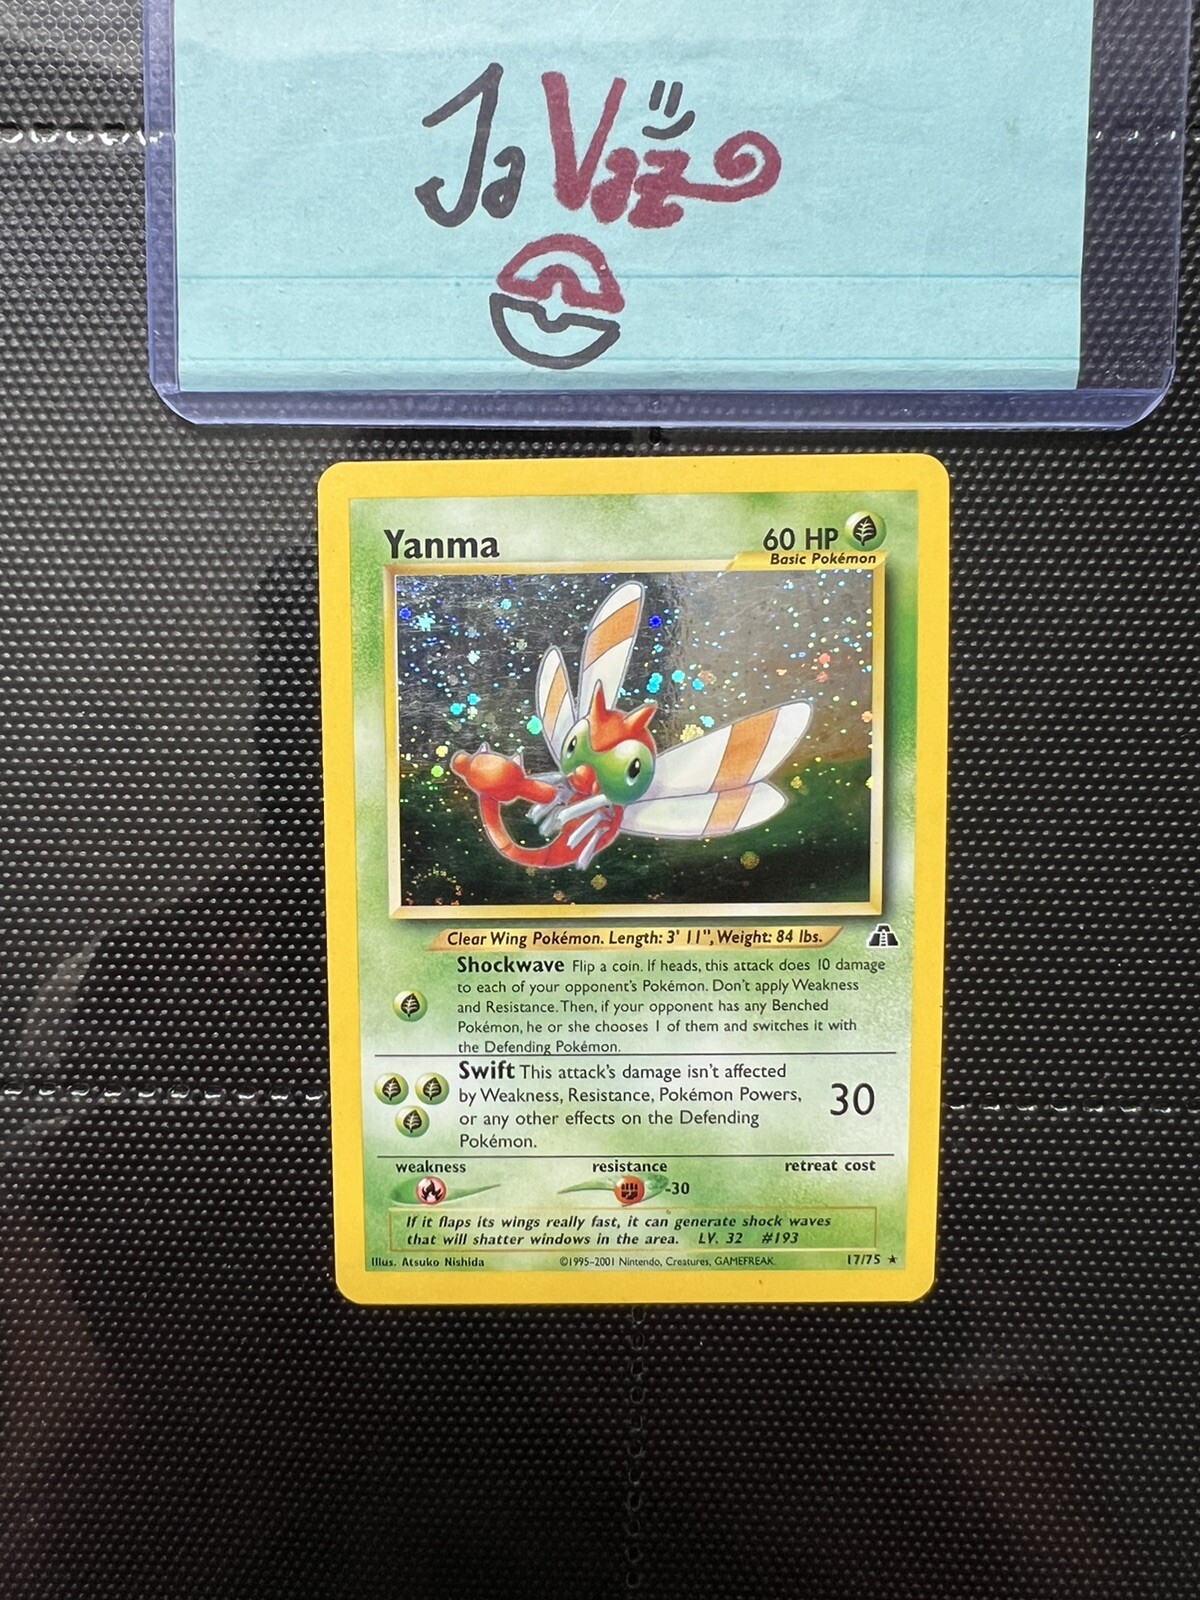 Ja Vaz
Yanma
60 HP
Basic Pokémon
Clear Wing Pokémon. Length: 3' 11", Weight: 84 lbs.
Shockwave Flip a coin. If heads, this attack does 10 damage
to each of your opponent's Pokémon. Don't apply Weakness
and Resistance. Then, if your opponent has any Benched
Pokémon, he or she chooses 1 of them and switches it with
the Defending Pokémon.
Swift This attack's damage isn't affected
by Weakness, Resistance, Pokémon Powers,
or any other effects on the Defending
Pokémon.
30
weakness resistance retreat cost
-30
If it flaps its wings really fast, it can generate shock waves
that will shatter windows in the area. LV. 32 #193
Illus. Atsuko Nishida ©1995-2001 Nintendo, Creatures, GAMEFREAK. 17/75 ★